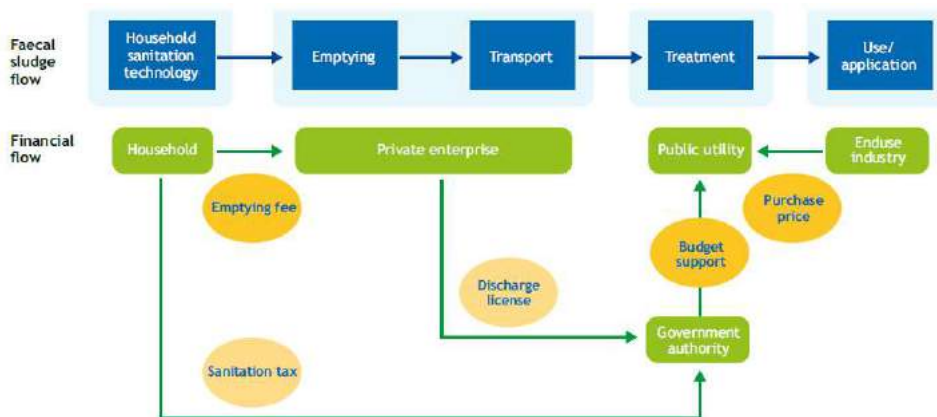 Faecal
sludge
flow
Household
sanitation
technology
Emptying
Transport
Treatment
Use/
application
Financial
flow
Household
Private enterprise
Public utility
Enduse
industry
Emptying fee
Purchase
price
Budget
support
Discharge
license
Government
authority
Sanitation tax